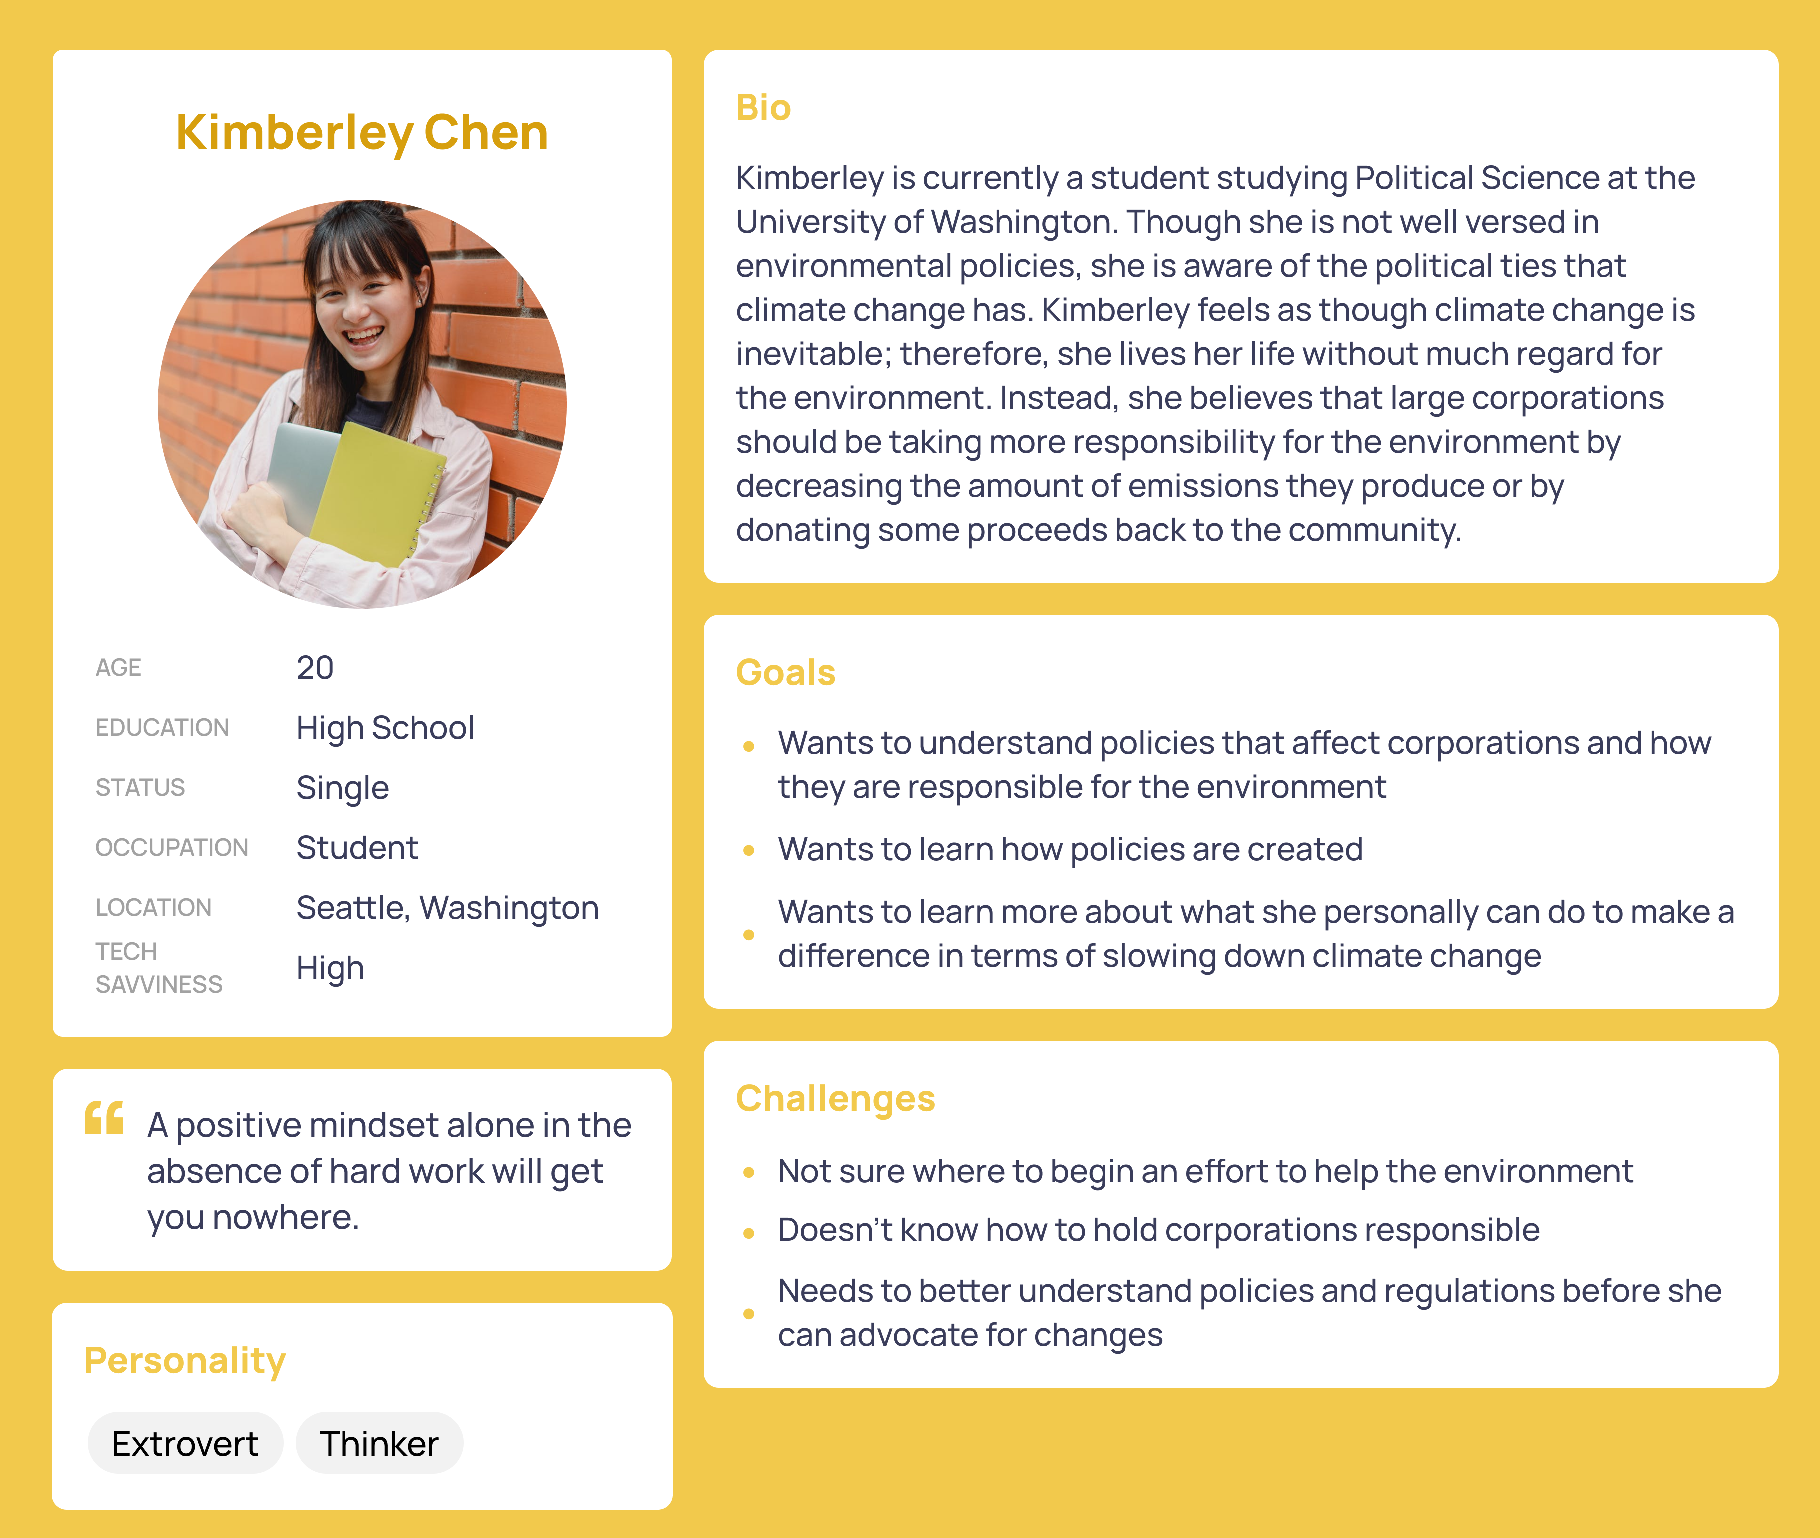 Kimberley Chen
AGE 20
EDUCATION High School
STATUS Single
OCCUPATION Student
LOCATION Seattle, Washington
TECH
SAVVINESS High
“ A positive mindset alone in the
absence of hard work will get
you nowhere.
Personality
Extrovert Thinker
Bio
Kimberley is currently a student studying Political Science at the
University of Washington. Though she is not well versed in
environmental policies, she is aware of the political ties that
climate change has. Kimberley feels as though climate change is
inevitable; therefore, she lives her life without much regard for
the environment. Instead, she believes that large corporations
should be taking more responsibility for the environment by
decreasing the amount of emissions they produce or by
donating some proceeds back to the community.
Goals
• Wants to understand policies that affect corporations and how
they are responsible for the environment
• Wants to learn how policies are created
• Wants to learn more about what she personally can do to make a
difference in terms of slowing down climate change
Challenges
• Not sure where to begin an effort to help the environment
• Doesn’t know how to hold corporations responsible
• Needs to better understand policies and regulations before she
can advocate for changes